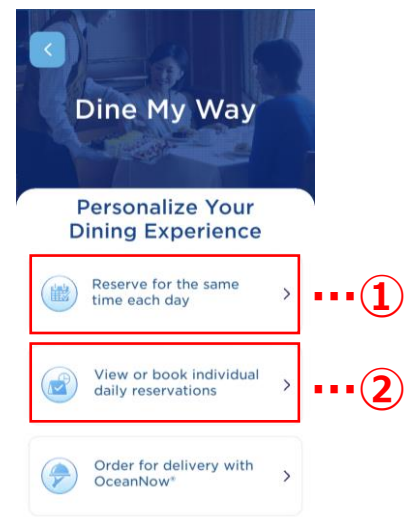 Dine My Way
Personalize Your
Dining Experience
Reserve for the same
time each day
…①
View or book individual
daily reservations
…②
Order for delivery with
OceanNow®